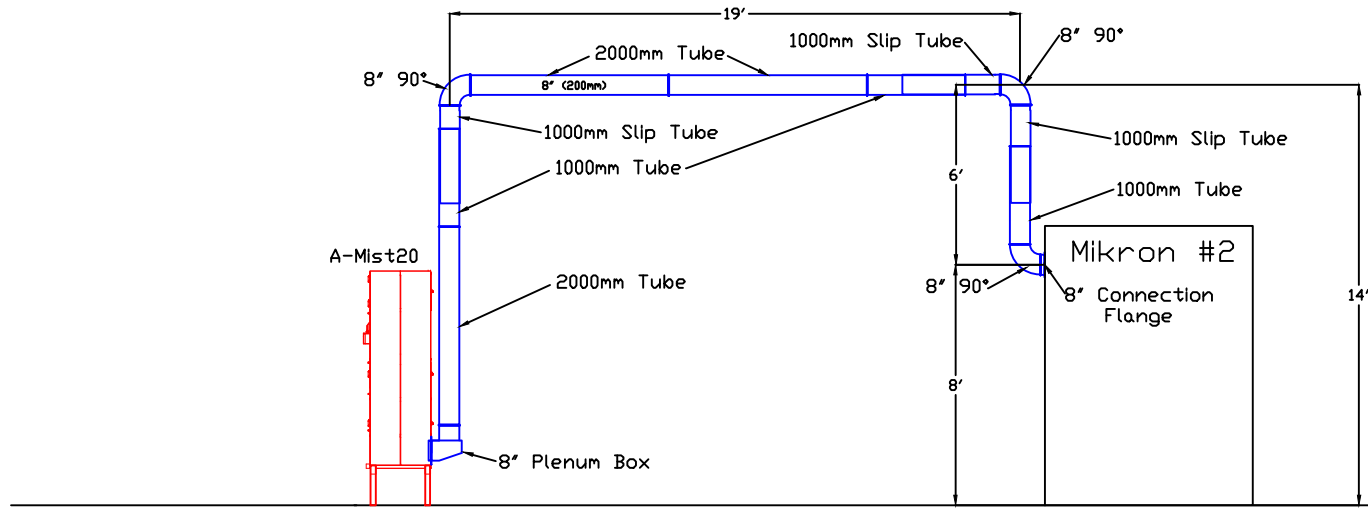 19'
1000mm Slip Tube
8" 90°
2000mm Tube
8" 90°
8" (200mm)
1000mm Slip Tube
1000mm Slip Tube
1000mm Tube
6'
1000mm Tube
A-Mist20
Mikron #2
2000mm Tube
8" 90°
8" Connection
Flange
14'
8'
8" Plenum Box